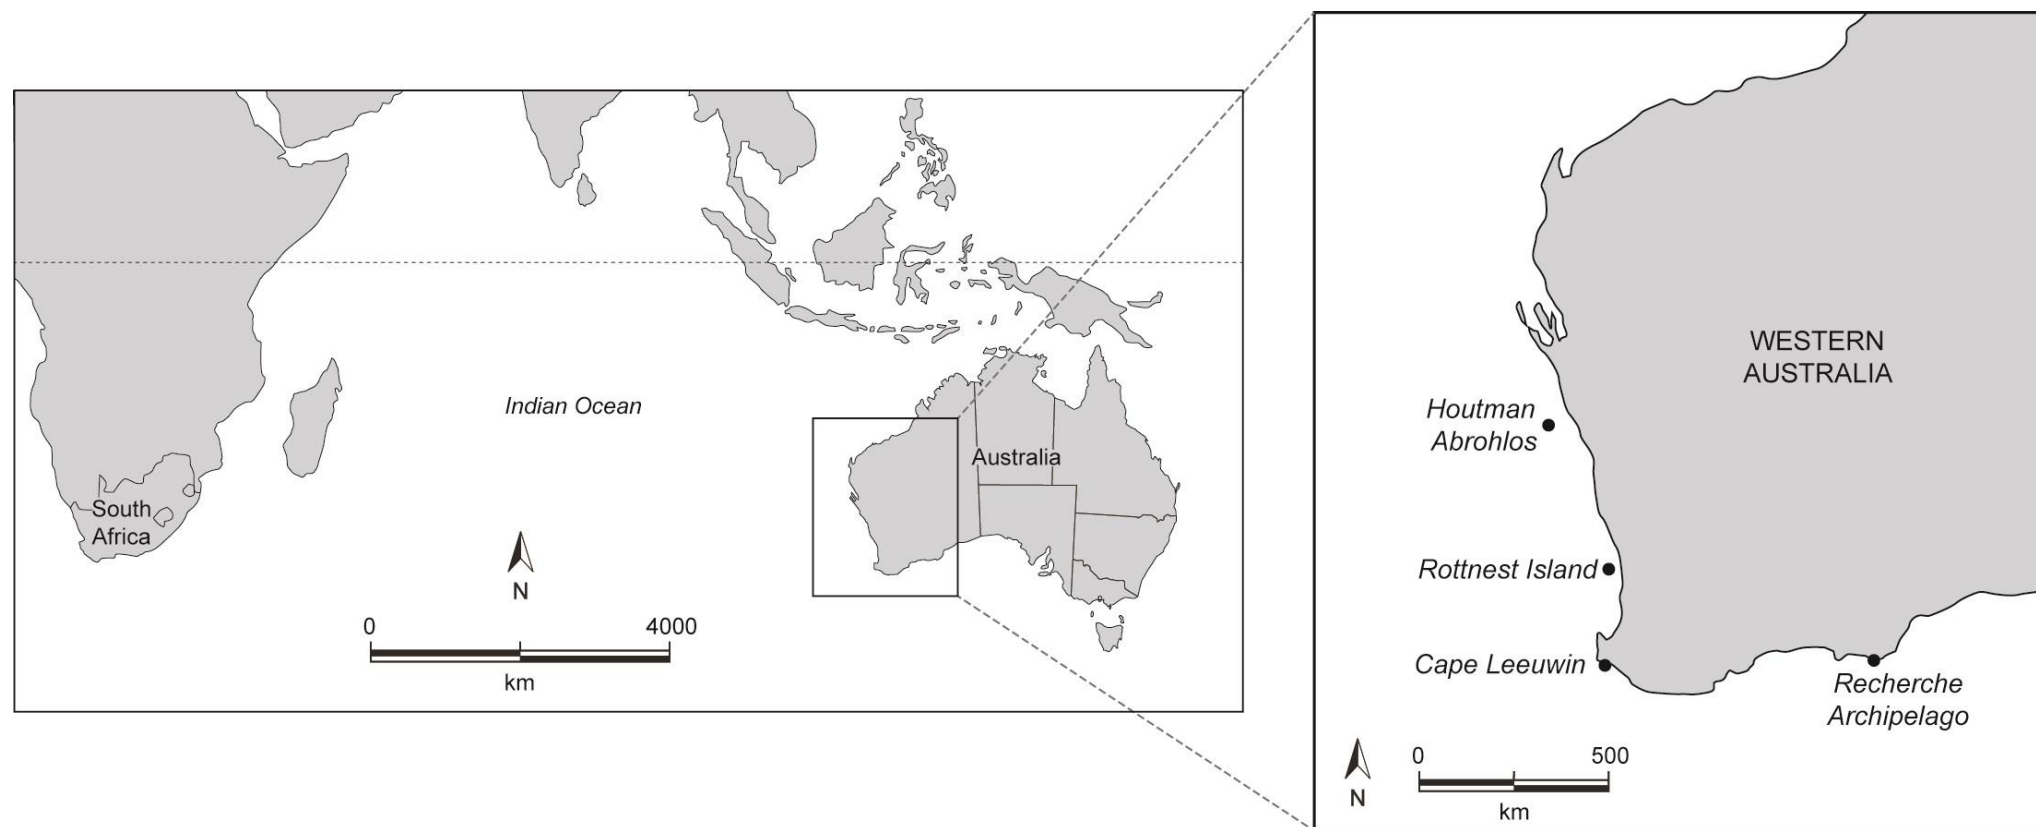 Indian Ocean
Australia
South
Africa
N
0 4000
km
WESTERN
AUSTRALIA
Houtman
Abrohlos
Rottnest Island
Cape Leeuwin
Recherche
Archipelago
N
0 500
km